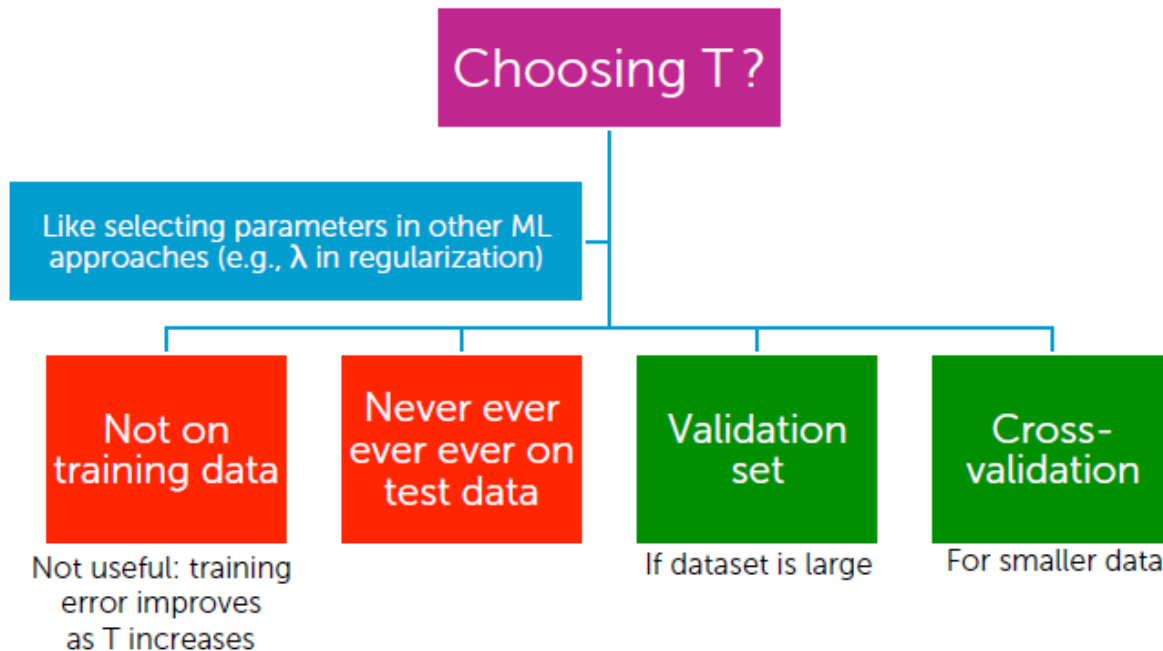 Choosing T?
Like selecting parameters in other ML
approaches (e.g., λ in regularization)
Not on
training data
Never ever
ever ever on
test data
Validation
set
Cross-
validation
Not useful: training
error improves
as T increases
If dataset is large
For smaller data